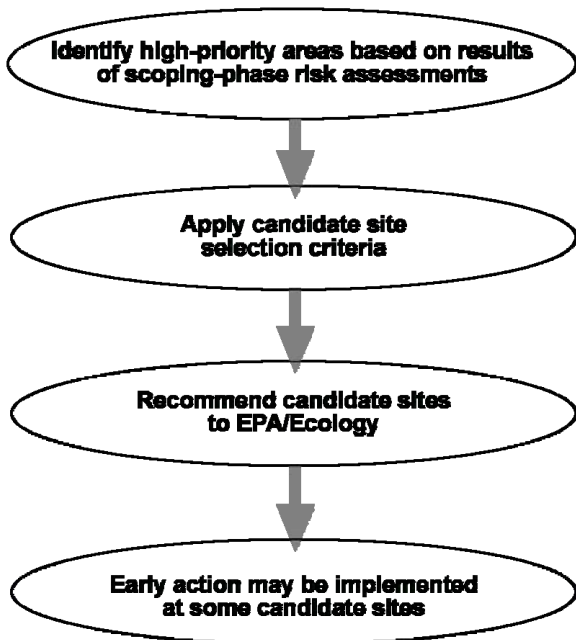 Identify high-priority areas based on results
of scoping-phase risk assessments
Apply candidate site
selection criteria
Recommend candidate sites
to EPA/Ecology
Early action may be implemented
at some candidate sites